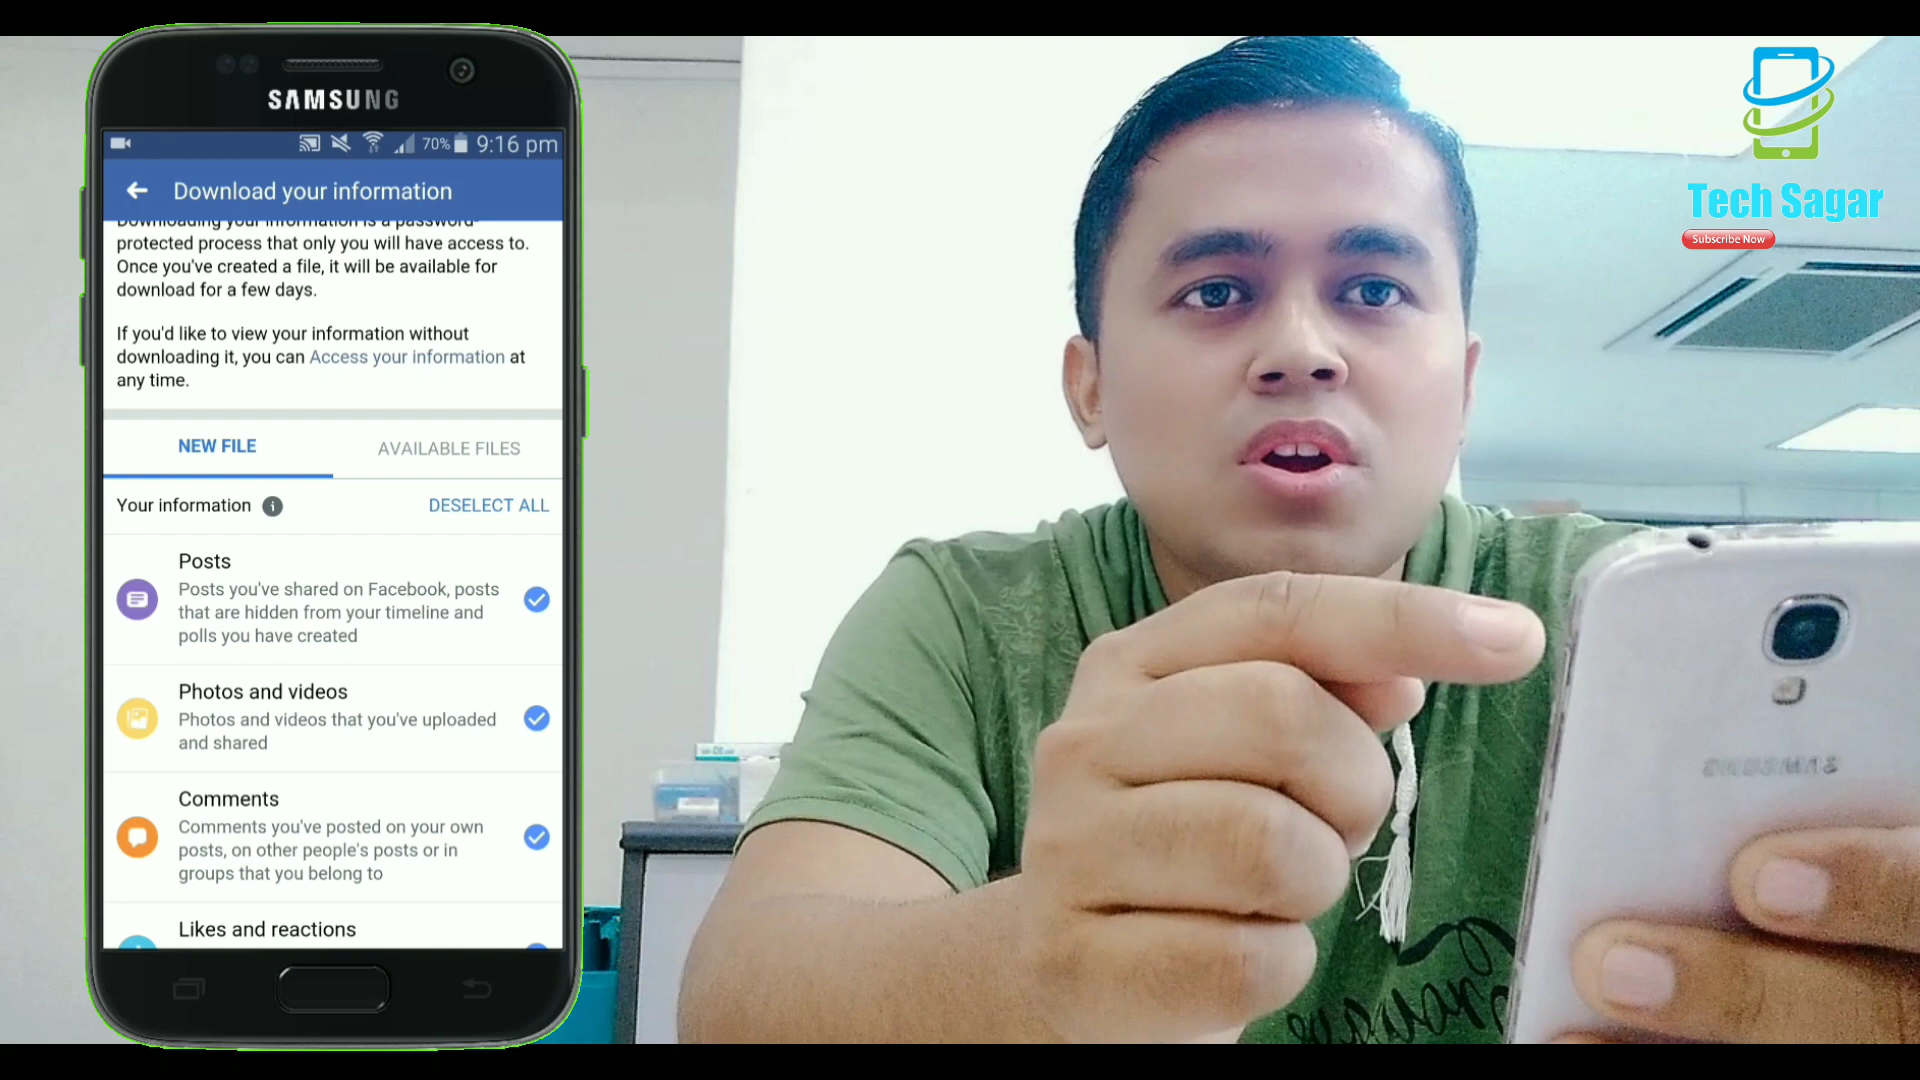 SAMSUNG
70% 9:16 pm
Download your information
Downloading your information is a password-
protected process that only you will have access to.
Once you've created a file, it will be available for
download for a few days.
If you'd like to view your information without
downloading it, you can Access your information at
any time.
NEW FILE
AVAILABLE FILES
Your information
DESELECT ALL
Posts
Posts you've shared on Facebook, posts
that are hidden from your timeline and
polls you have created
Photos and videos
Photos and videos that you've uploaded
and shared
Comments
Comments you've posted on your own
posts, on other people's posts or in
groups that you belong to
Likes and reactions
Tech Sagar
Subscribe Now
SAMSUNG